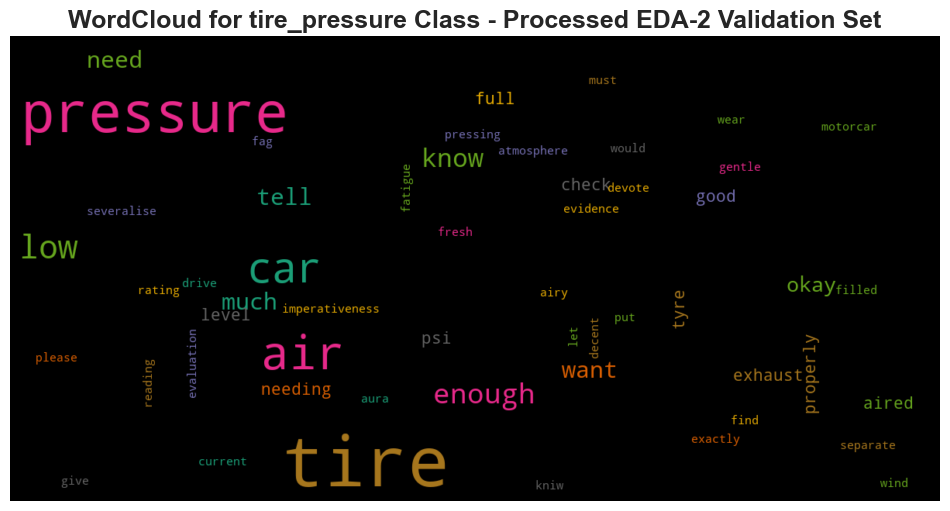 WordCloud for tire_pressure Class - Processed EDA-2 Validation Set
need
must
full
pressure
wear
motorcar
pressing
fag
would
atmosphere
know
gentle
check
devote
fatigue
tell
good
evidence
severalise
fresh
low
car
drive
okay
filled
rating
airy
much
imperativeness
level
tyre
put
let
psi
decent
air
please
evaluation
want
exhaust
properly
reading
needing
enough
aura
aired
find
exactly
separate
tire
current
give
kniw
wind